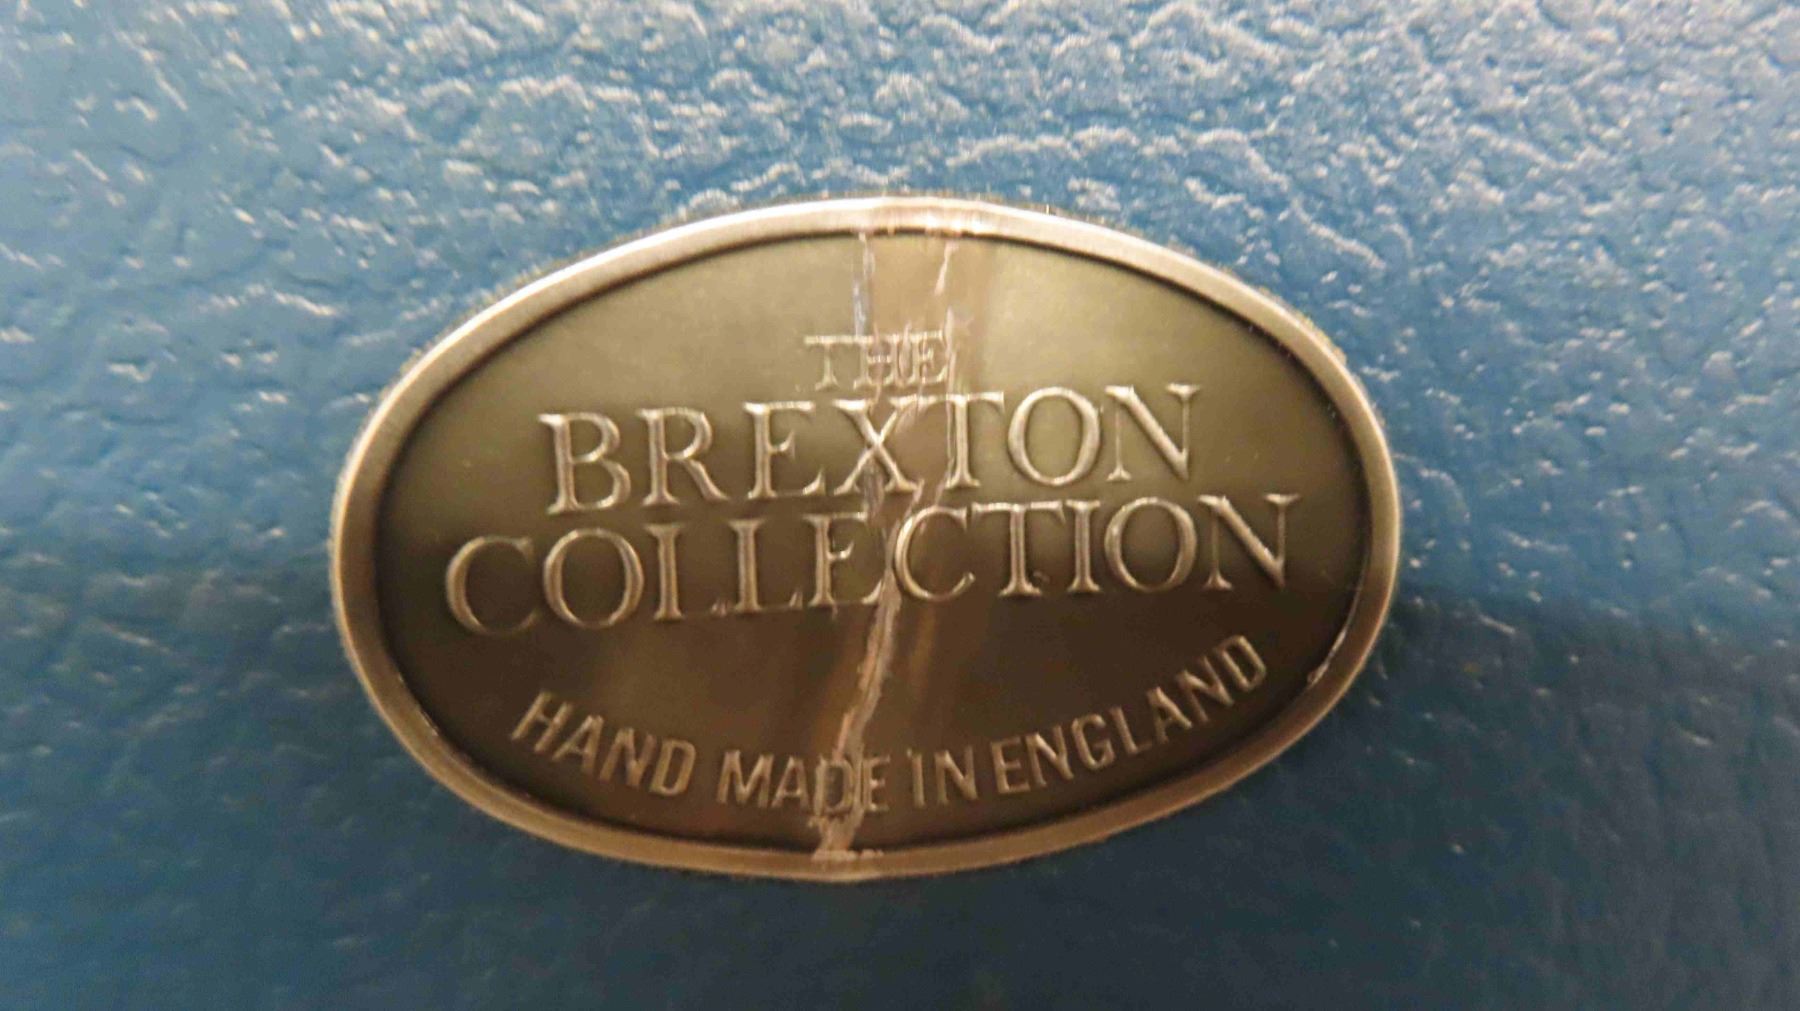 THE
BREXTON
COLLECTION
HAND MADE IN ENGLAND